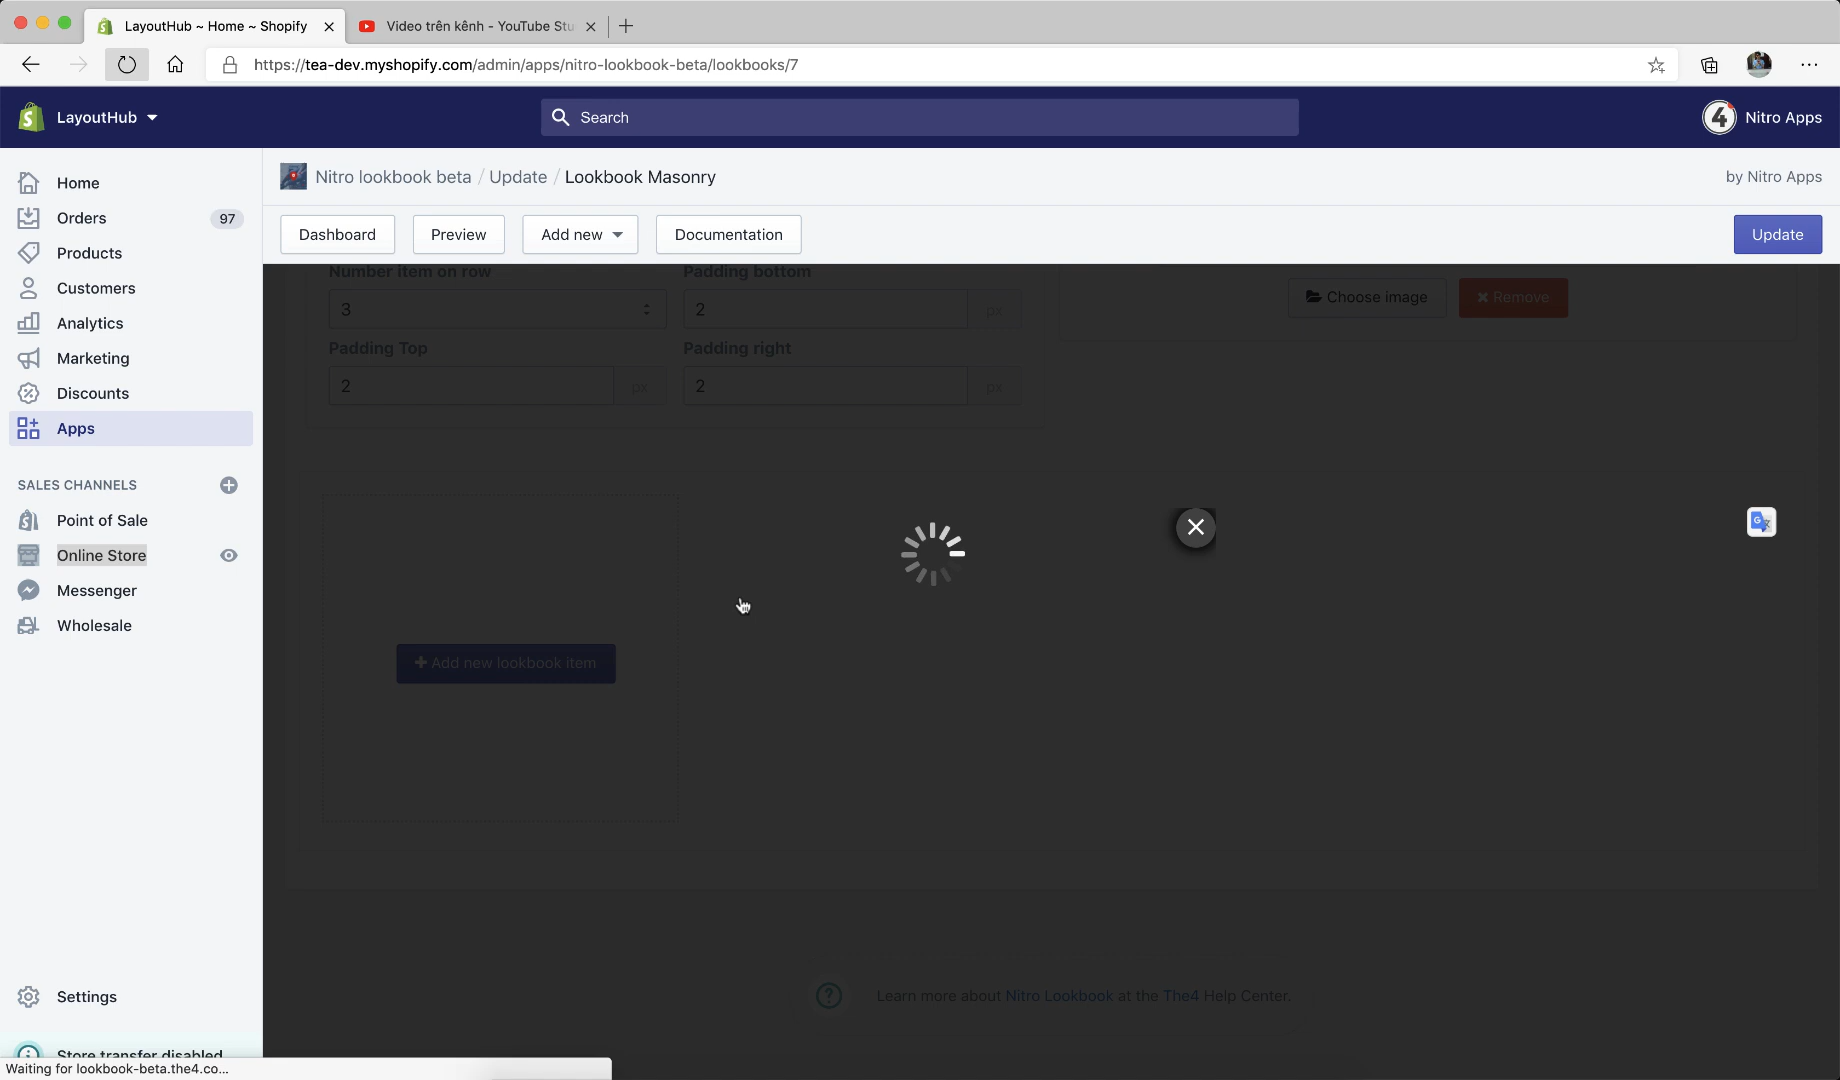 LayoutHub ~ Home ~ Shopify
Video trên kênh - YouTube Stu
https://tea-dev.myshopify.com/admin/apps/nitro-lookbook-beta/lookbooks/7
LayoutHub
Search
4
Nitro Apps
Home
Orders
97
Products
Customers
Analytics
Marketing
Discounts
Apps
SALES CHANNELS
Point of Sale
Online Store
Messenger
Wholesale
Settings
Store transfer disabled
Waiting for lookbook-beta.the4.co...
Nitro lookbook beta / Update / Lookbook Masonry
by Nitro Apps
Dashboard
Preview
Add new
Documentation
Update
Number item on row
Padding bottom
3
2
px
Choose image
Remove
Padding Top
Padding right
2
px
2
px
Add new lookbook item
Learn more about Nitro Lookbook at the The4 Help Center.